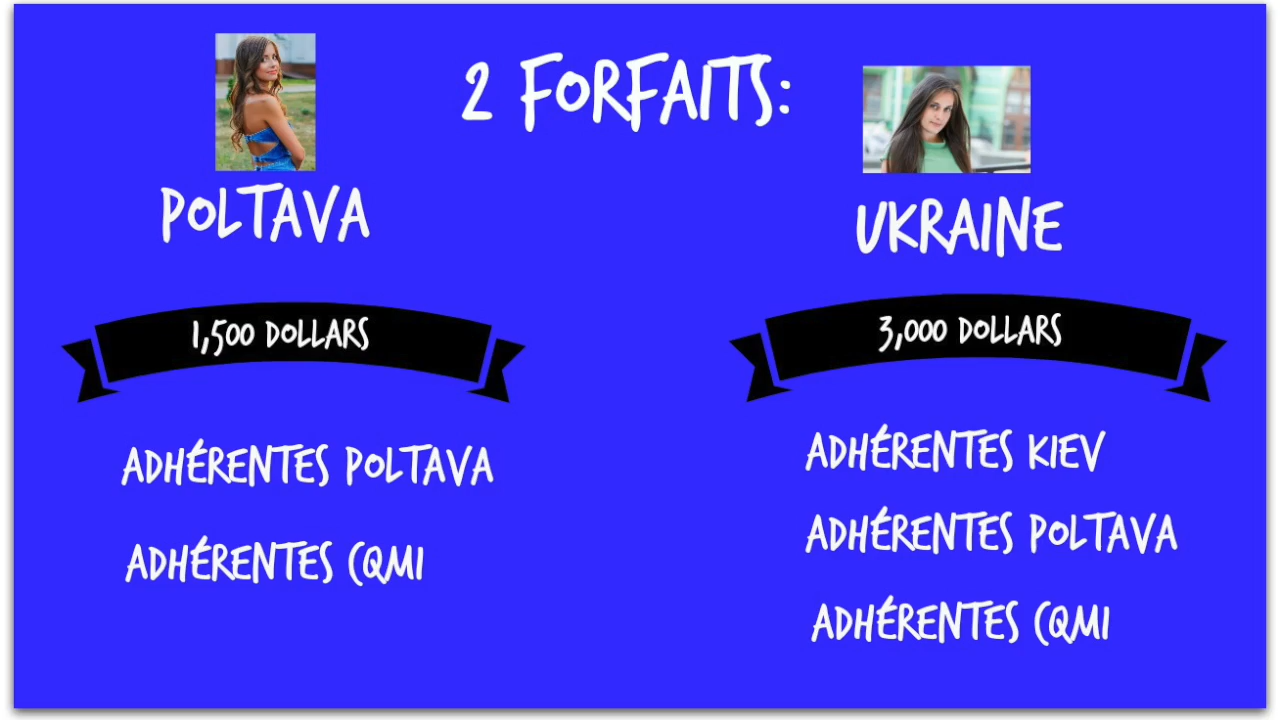 2 FORFAITS:
POLTAVA
1,500 DOLLARS
ADHÉRENTES POLTAVA
ADHÉRENTES CQMI
UKRAINE
3,000 DOLLARS
ADHÉRENTES KIEV
ADHÉRENTES POLTAVA
ADHÉRENTES CQMI